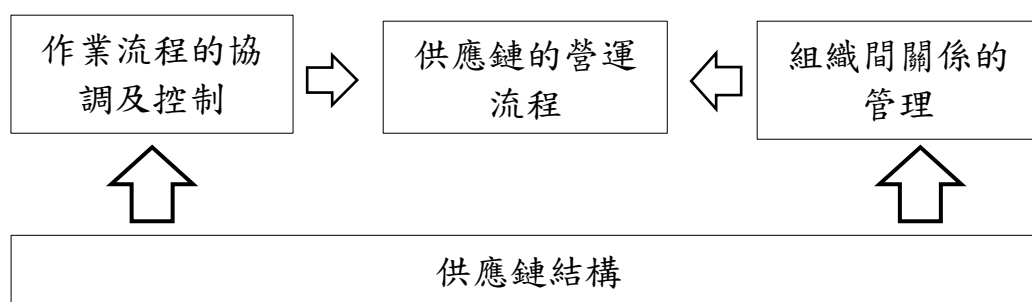 作業流程的協
調及控制
供應鏈的營運
流程
組織間關係的
管理
供應鏈結構